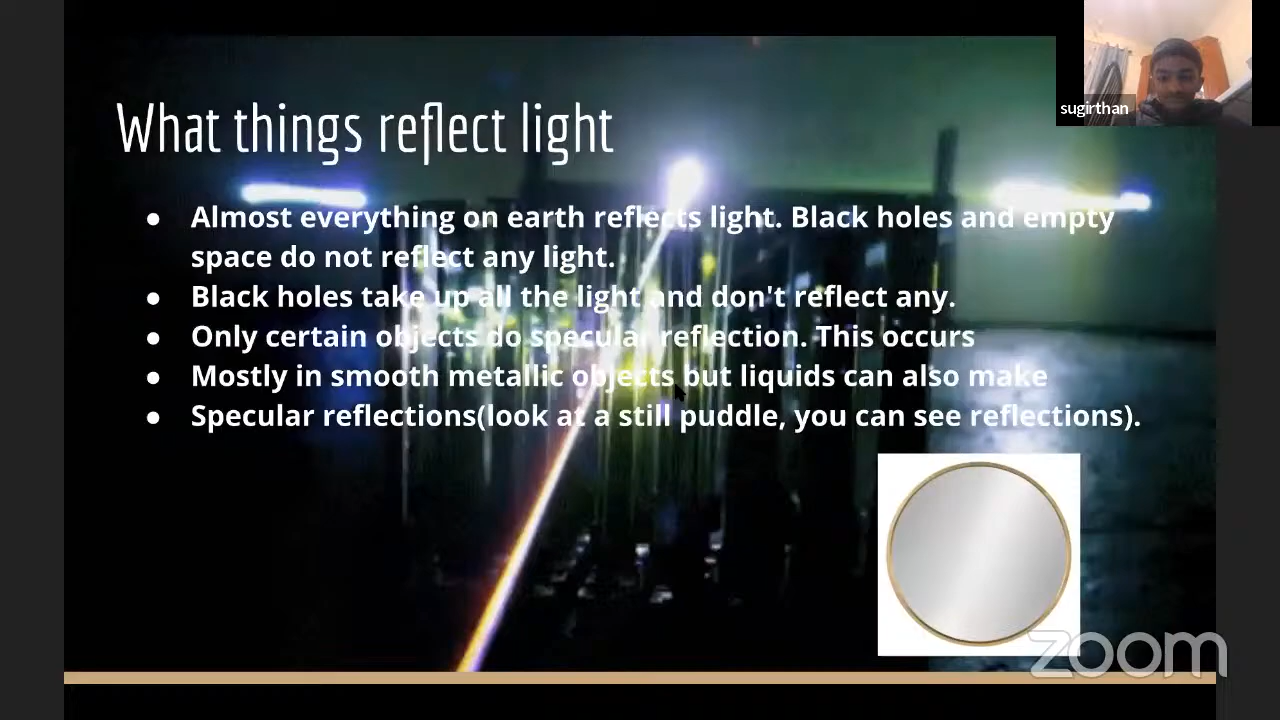 sugirthan
What things reflect light
● Almost everything on earth reflects light. Black holes and empty
space do not reflect any light.
● Black holes take up all the light and don't reflect any.
● Only certain objects do specular reflection. This occurs
● Mostly in smooth metallic objects but liquids can also make
● Specular reflections(look at a still puddle, you can see reflections).
zoom